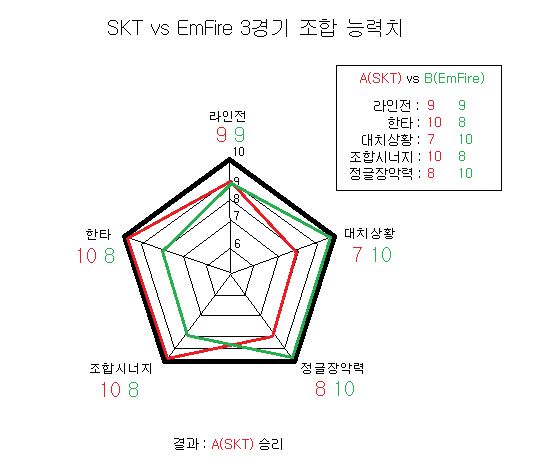 SKT vs EmFire 3경기 조합 능력치
A(SKT) vs B(EmFire)
라인전 : 9 9
한타 : 10 8
대치상황 : 7 10
조합시너지 : 10 8
정글장악력 : 8 10
라인전
9 9
10
9
8
7
6
한타
10 8
대치상황
7 10
조합시너지
10 8
정글장악력
8 10
결과 : A(SKT) 승리